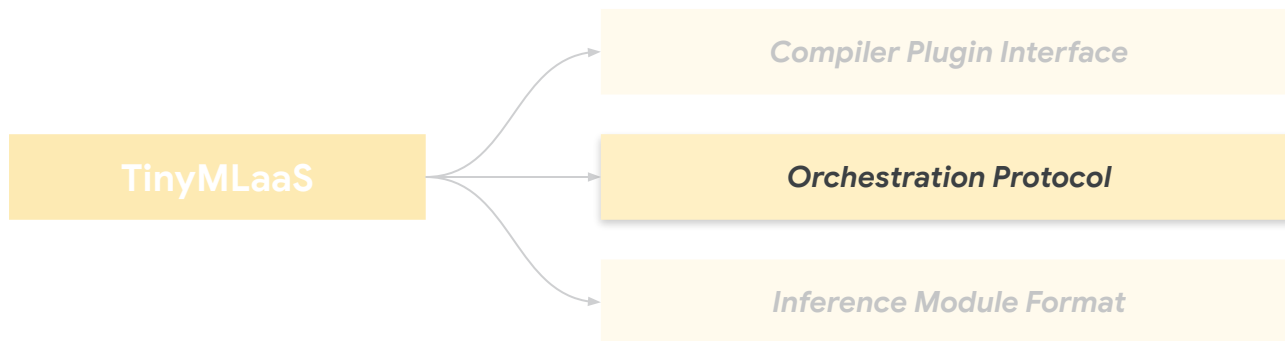 Compiler Plugin Interface
TinyMLaaS
Orchestration Protocol
Inference Module Format